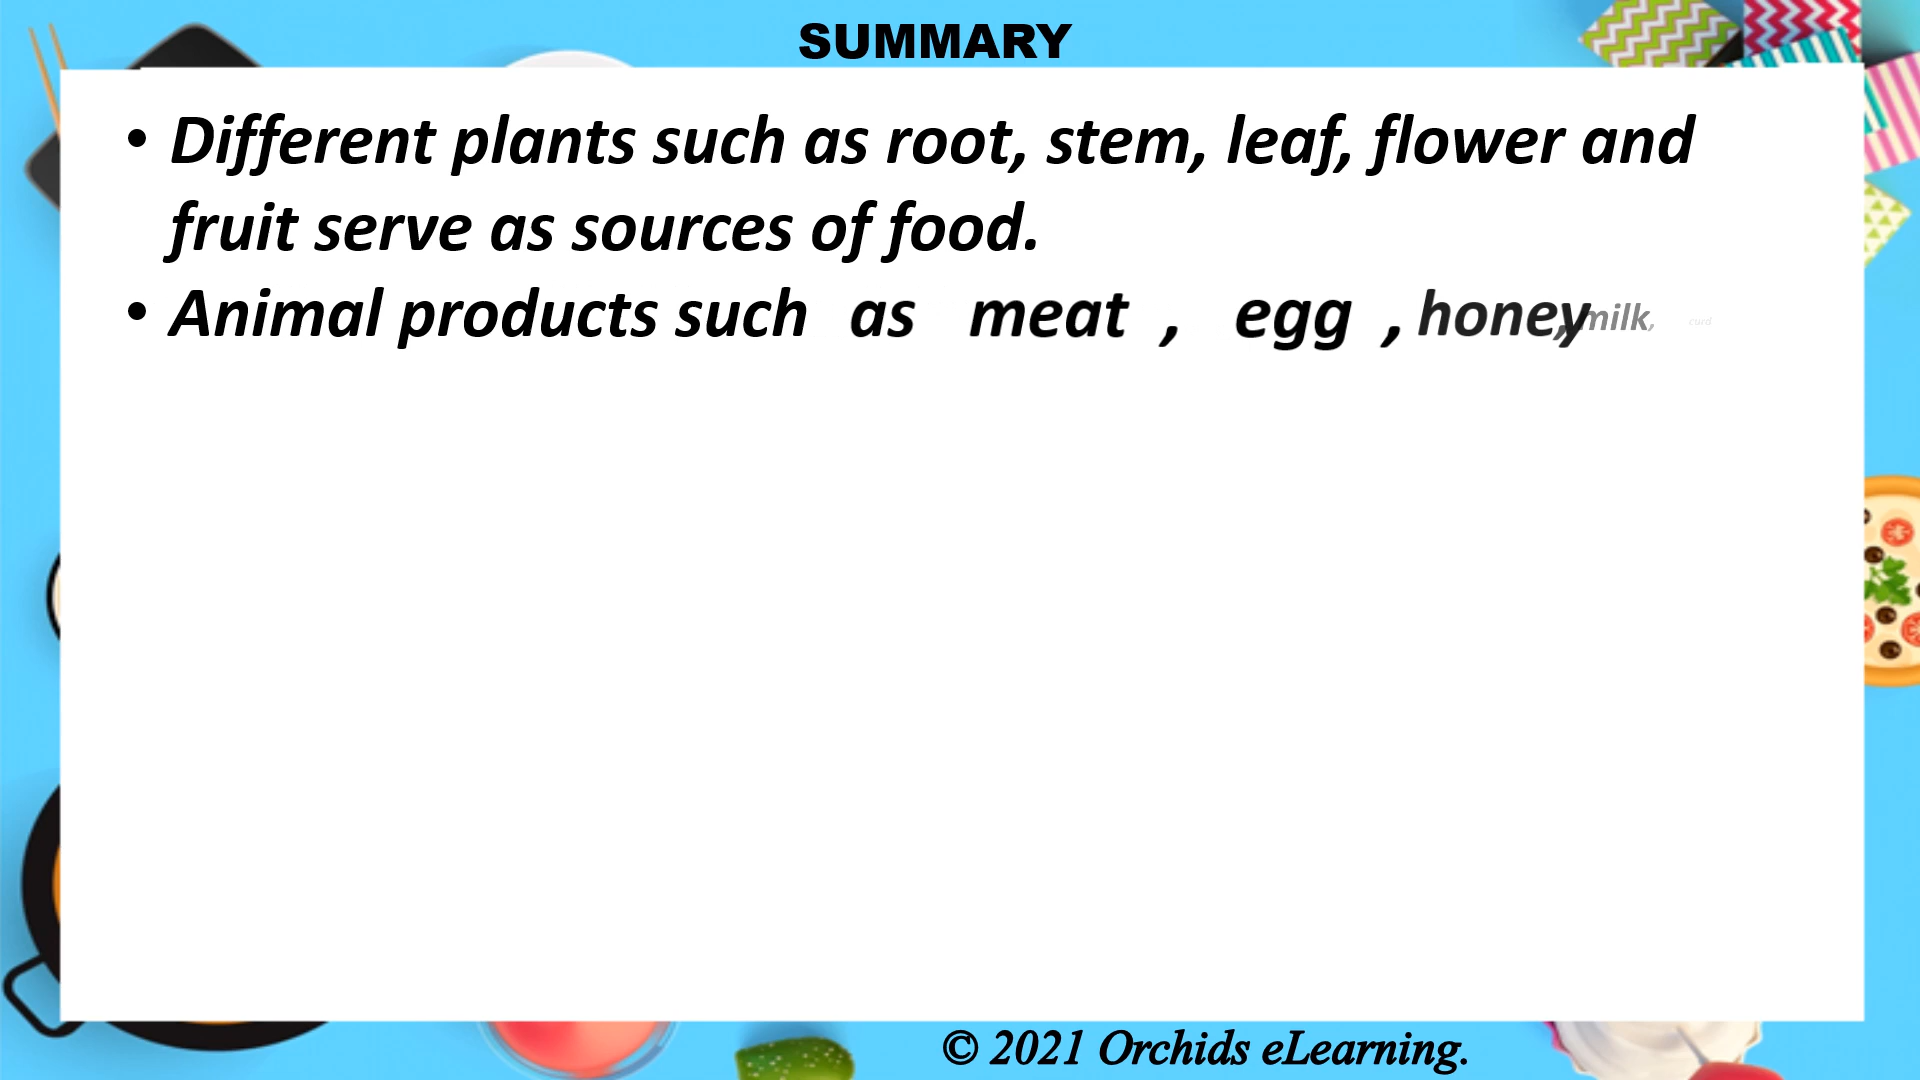 SUMMARY
• Different plants such as root, stem, leaf, flower and
fruit serve as sources of food.
• Animal products such as meat , egg , honey, milk, curd
© 2021 Orchids eLearning.